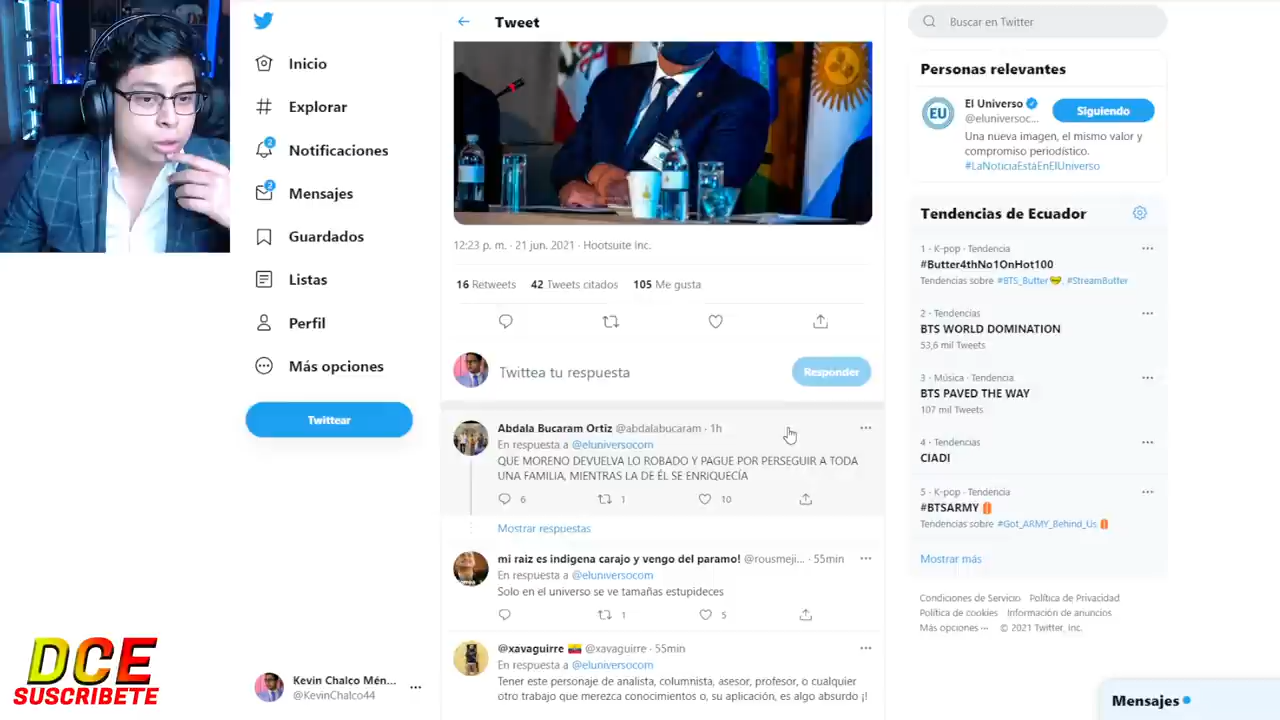 Tweet
Buscar en Twitter
Inicio
Explorar
2
Notificaciones
2
Mensajes
Guardados
Listas
Perfil
Más opciones
Twittear
DCE
SUSCRIBETE
Kevin Chalco Mén...
@KevinChalco44
12:23 p. m. · 21 jun. 2021 · Hootsuite Inc.
16 Retweets 42 Tweets citados 105 Me gusta
Twittea tu respuesta
Responder
Abdala Bucaram Ortiz @abdalabucaram · 1h
En respuesta a @eluniversocom
QUE MORENO DEVUELVA LO ROBADO Y PAGUE POR PERSEGUIR A TODA
UNA FAMILIA, MIENTRAS LA DE ÉL SE ENRIQUECÍA
6 1 10
Mostrar respuestas
mi raiz es indigena carajo y vengo del paramo! @rousmeji... · 55min
En respuesta a @eluniversocom
Solo en el universo se ve tamañas estupideces
1 5
@xavaguirre @xavaguirre · 55min
En respuesta a @eluniversocom
Tener este personaje de analista, columnista, asesor, profesor, o cualquier
otro trabajo que merezca conocimientos o, su aplicación, es algo absurdo ¡!
Personas relevantes
EU
El Universo
@eluniversoc...
Siguiendo
Una nueva imagen, el mismo valor y
compromiso periodístico.
#LaNoticiaEstáEnElUniverso
Tendencias de Ecuador
1 · K-pop · Tendencia
#Butter4thNo1OnHot100
Tendencias sobre #BTS_Butter, #StreamButter
2 · Tendencias
BTS WORLD DOMINATION
53,6 mil Tweets
3 · Música · Tendencia
BTS PAVED THE WAY
107 mil Tweets
4 · Tendencias
CIADI
5 · K-pop · Tendencia
#BTSARMY
Tendencias sobre #Got_ARMY_Behind_Us
Mostrar más
Condiciones de Servicio Política de Privacidad
Política de cookies Información de anuncios
Más opciones ··· © 2021 Twitter, Inc.
Mensajes